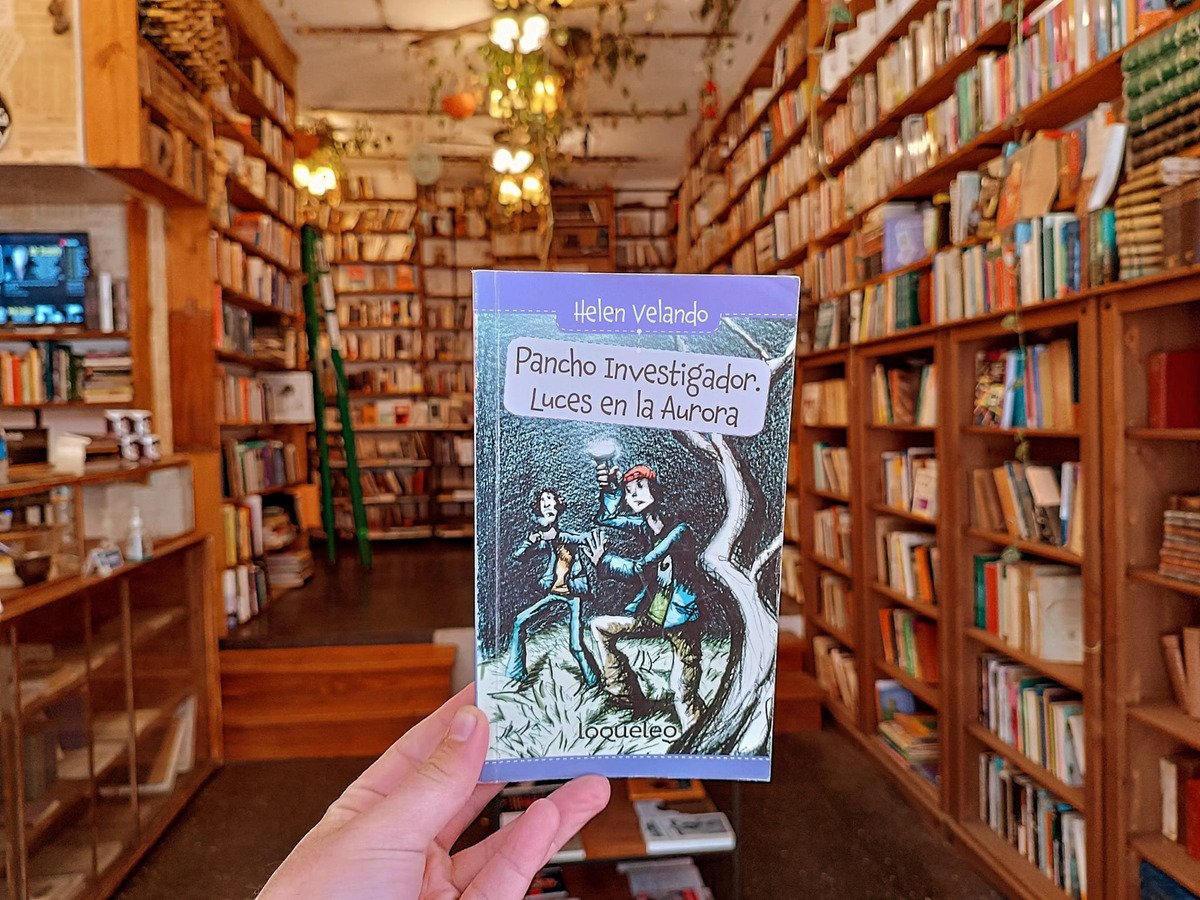 Helen Velando
Pancho Investigador.
Luces en la Aurora
loqueleo